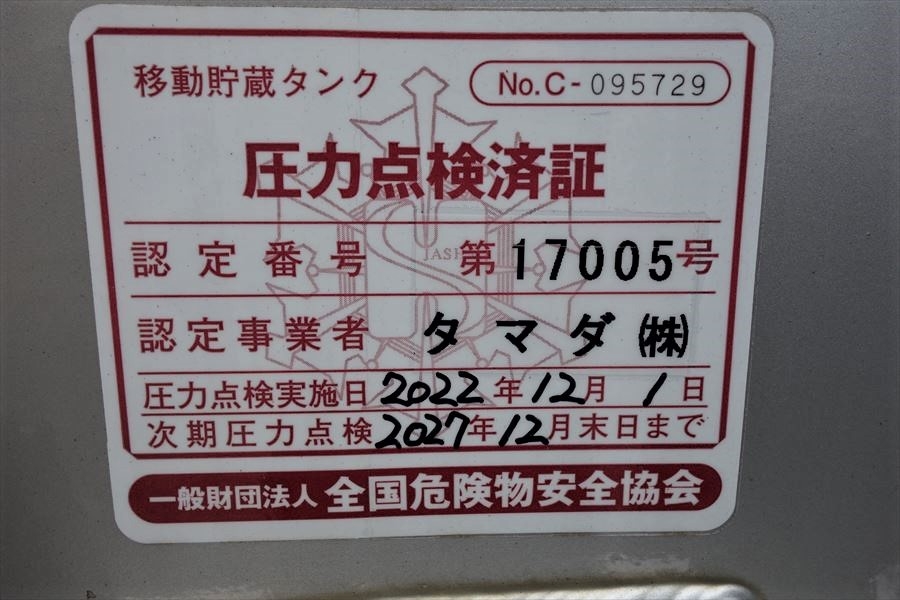 移動貯蔵タンク No.C-095729
圧力点検済証
認定番号 第17005号
認定事業者 タマダ㈱
圧力点検実施日 2022年12月1日
次期圧力点検 2027年12月末日まで
一般財団法人 全国危険物安全協会